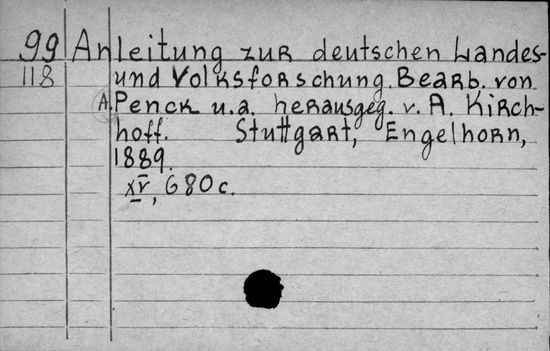 99 Anleitung zur deutschen Landes-
118 und Volksforschung. Bearb. von
A. Penck u.a. herausgeg. v. A. Kirch-
hoff. Stuttgart, Engelhorn,
1889.
XV, 680 c.